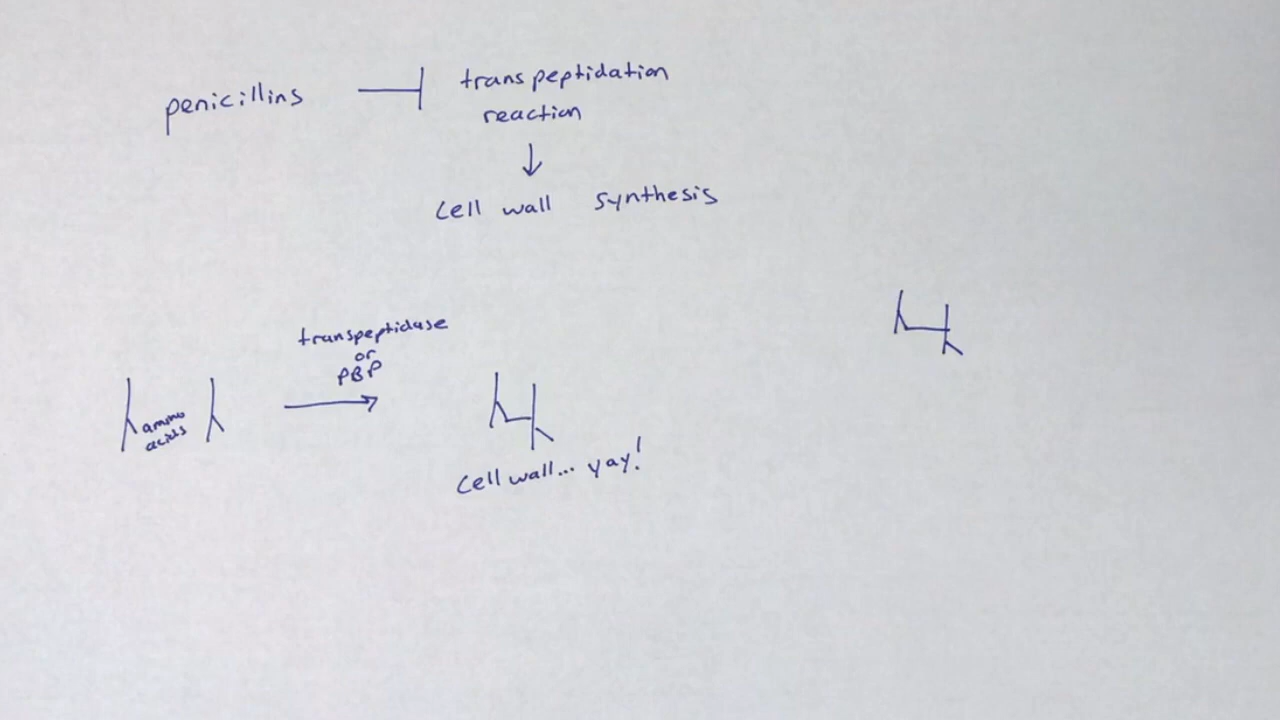 penicillins
transpeptidation
reaction
cell wall synthesis
transpeptidase
or
PBP
amino
acids
cell wall... yay!